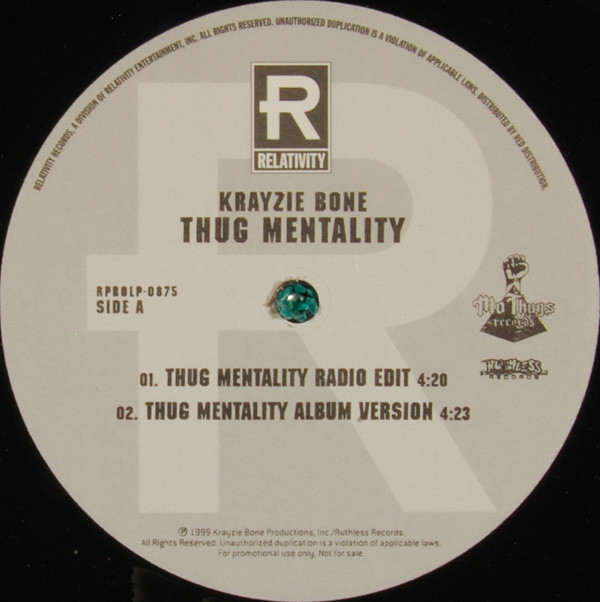 RELATIVITY RECORDS, A DIVISION OF RELATIVITY ENTERTAINMENT, INC. ALL RIGHTS RESERVED. UNAUTHORIZED DUPLICATION IS A VIOLATION OF APPLICABLE LAWS. DISTRIBUTED BY RED DISTRIBUTION.
R
RELATIVITY
KRAYZIE BONE
THUG MENTALITY
RPROLP-0875
SIDE A
Mo Thugs
records
RUTHLESS
RECORDS
01. THUG MENTALITY RADIO EDIT 4:20
02. THUG MENTALITY ALBUM VERSION 4:23
℗ 1999 Krayzie Bone Productions, Inc./Ruthless Records.
All Rights Reserved. Unauthorized duplication is a violation of applicable laws.
For promotional use only. Not for sale.